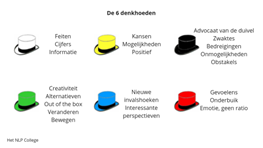 De 6 denkhoeden
Feiten
Cijfers
Informatie
Kansen
Mogelijkheden
Positief
Advocaat van de duivel
Zwaktes
Bedreigingen
Onmogelijkheden
Obstakels
Creativiteit
Alternatieven
Out of the box
Veranderen
Bewegen
Nieuwe
invalshoeken
Interessante
perspectieven
Gevoelens
Onderbuik
Emotie, geen ratio
Het NLP College